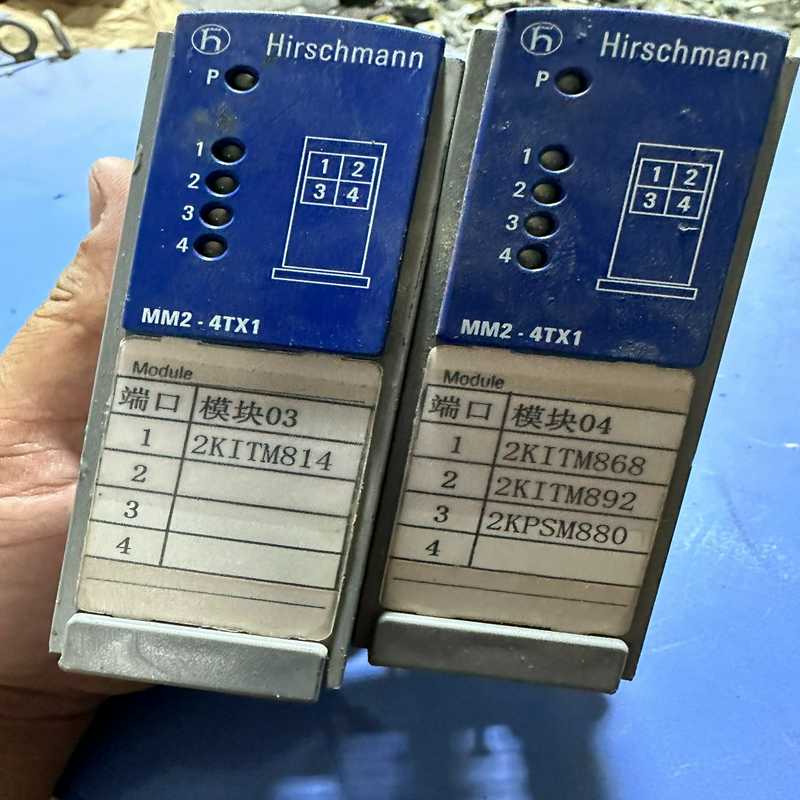 Hirschmann
P
1
2
3
4
1 2
3 4
MM2 - 4TX1
Module
端口 模块03
1 2KITM814
2
3
4
Hirschmann
P
1
2
3
4
1 2
3 4
MM2 - 4TX1
Module
端口 模块04
1 2KITM868
2 2KITM892
3 2KPSM880
4